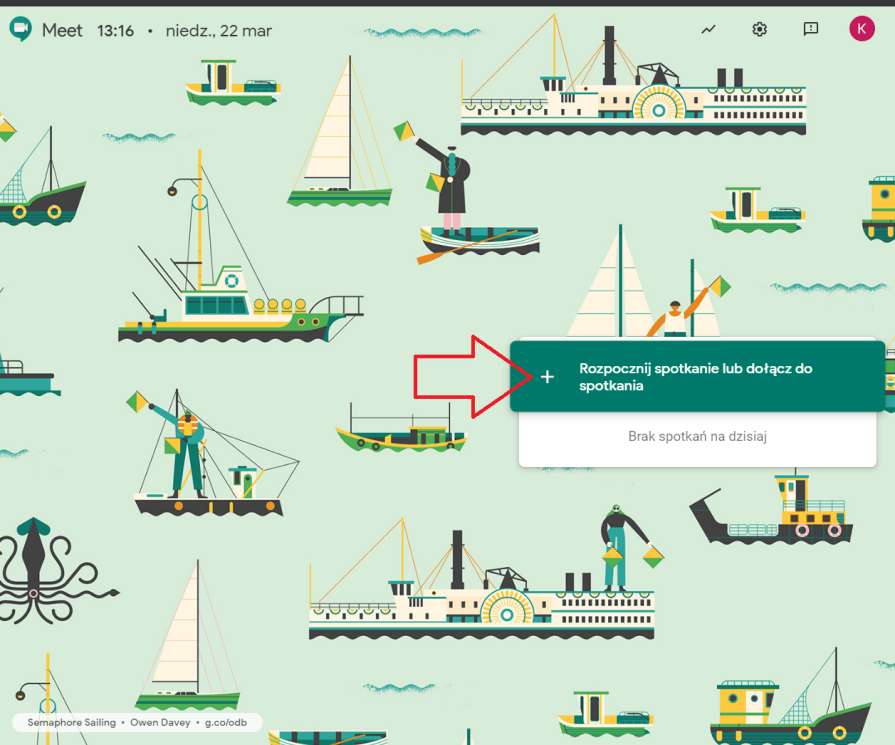 Meet 13:16 • niedz., 22 mar
K
Rozpocznij spotkanie lub dołącz do
spotkania
Brak spotkań na dzisiaj
Semaphore Sailing • Owen Davey • g.co/odb